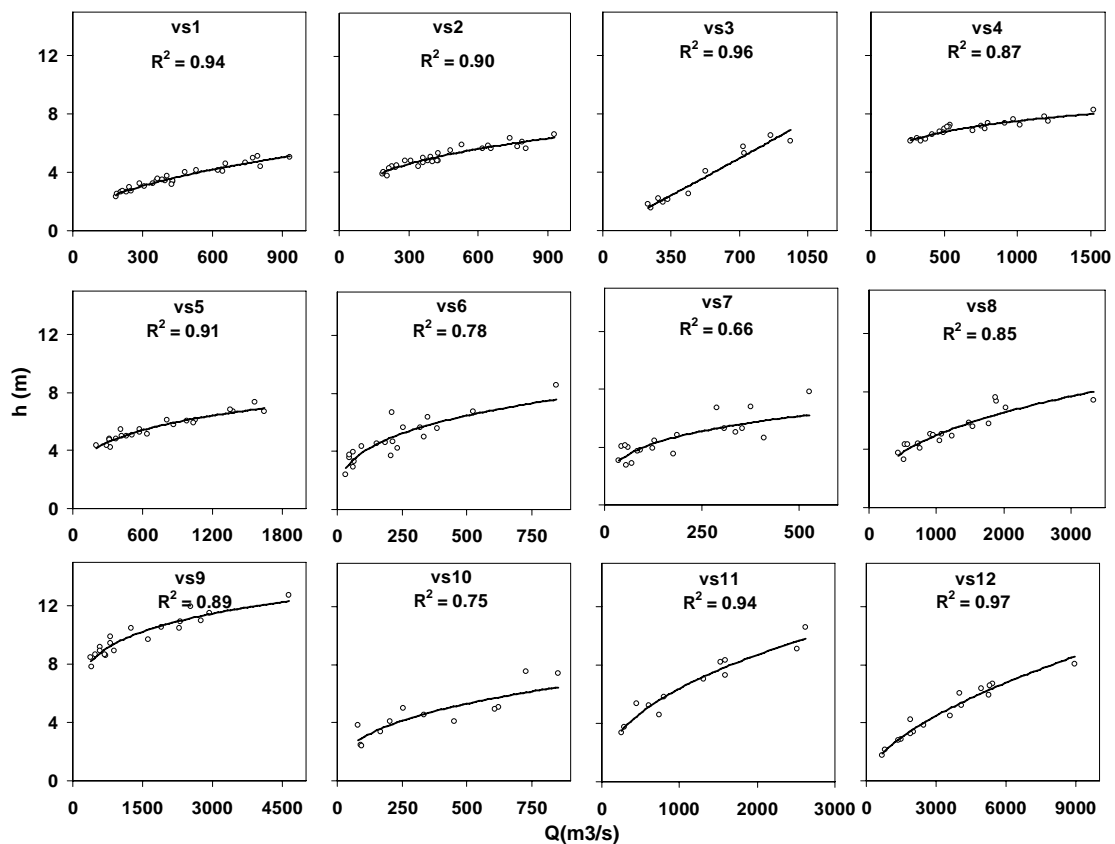 vs1
R² = 0.94
vs2
R² = 0.90
vs3
R² = 0.96
vs4
R² = 0.87
12
8
4
0
0 300 600 900
0 300 600 900
0 350 700 1050
0 500 1000 1500
vs5
R² = 0.91
vs6
R² = 0.78
vs7
R² = 0.66
vs8
R² = 0.85
h (m)
12
8
4
0
0 600 1200 1800
0 250 500 750
0 250 500
0 1000 2000 3000
vs9
R² = 0.89
vs10
R² = 0.75
vs11
R² = 0.94
vs12
R² = 0.97
12
8
4
0
0 1500 3000 4500
0 250 500 750
0 1000 2000 3000
0 3000 6000 9000
Q(m3/s)